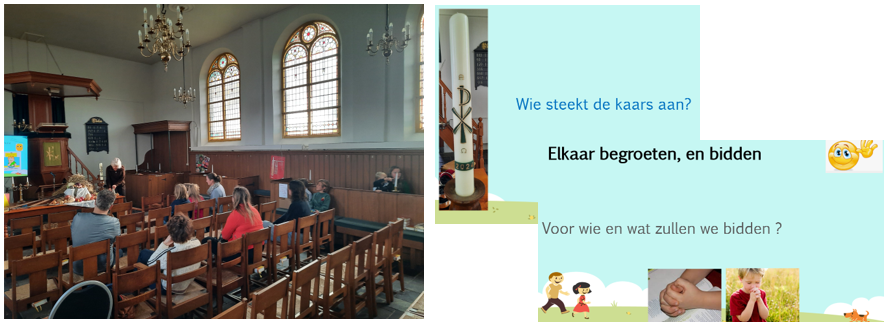 Wie steekt de kaars aan?
Elkaar begroeten, en bidden
Voor wie en wat zullen we bidden ?